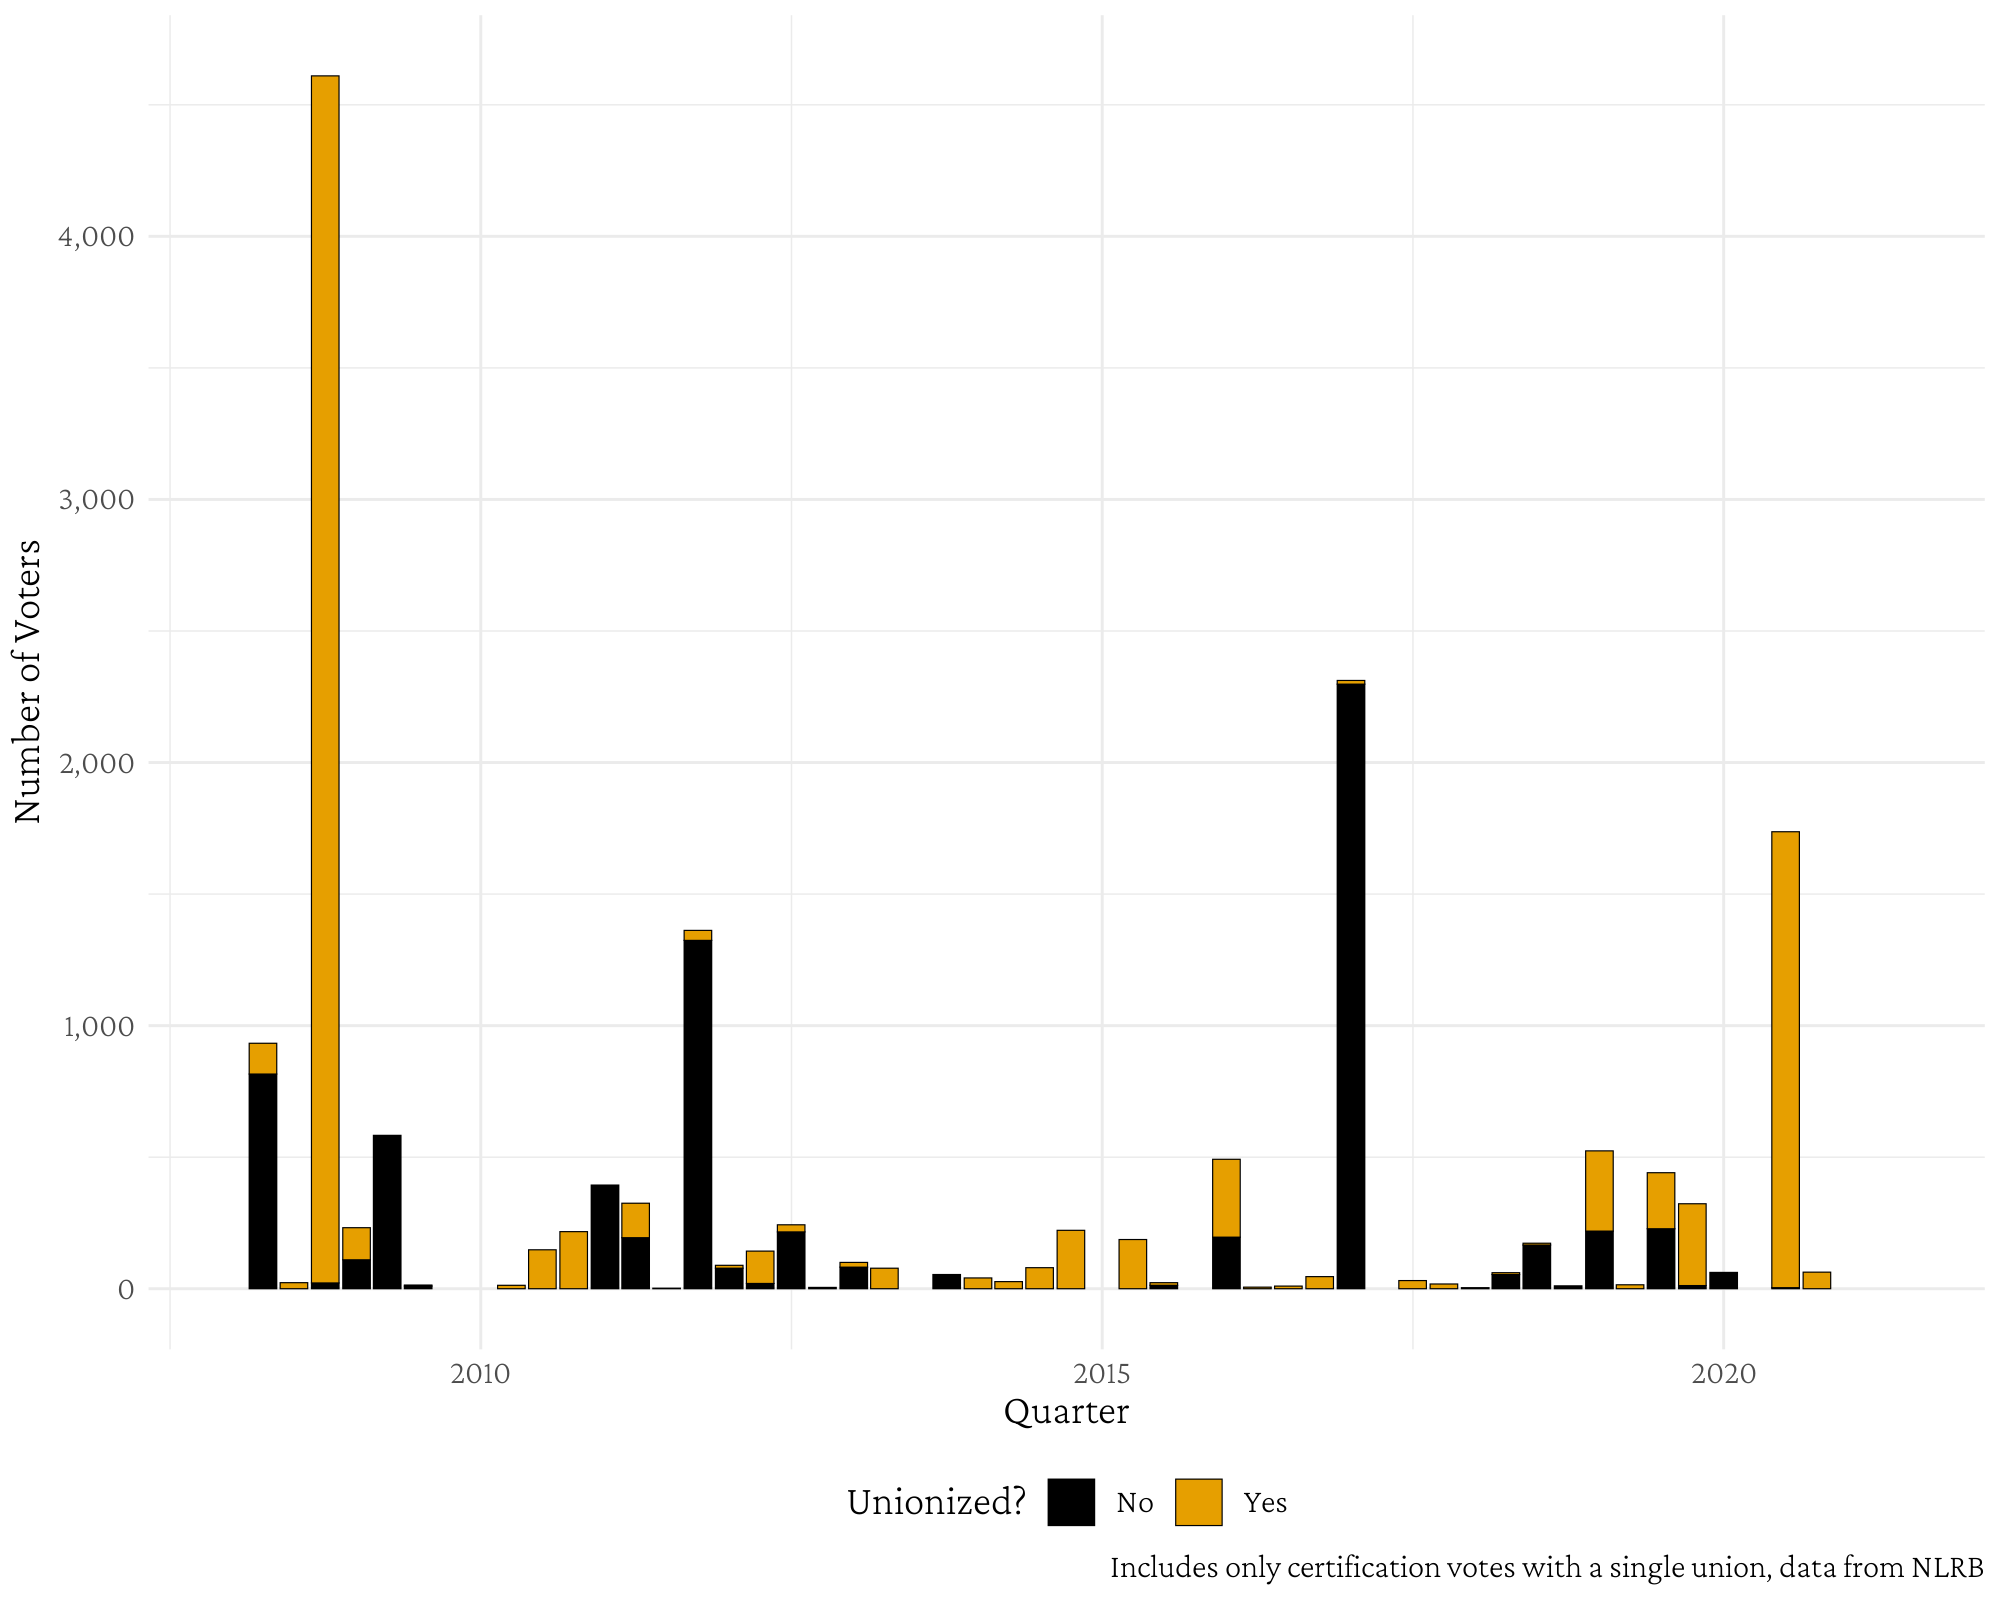 4,000
3,000
2,000
1,000
0
Number of Voters
2010
2015
2020
Quarter
Unionized?
No
Yes
Includes only certification votes with a single union, data from NLRB